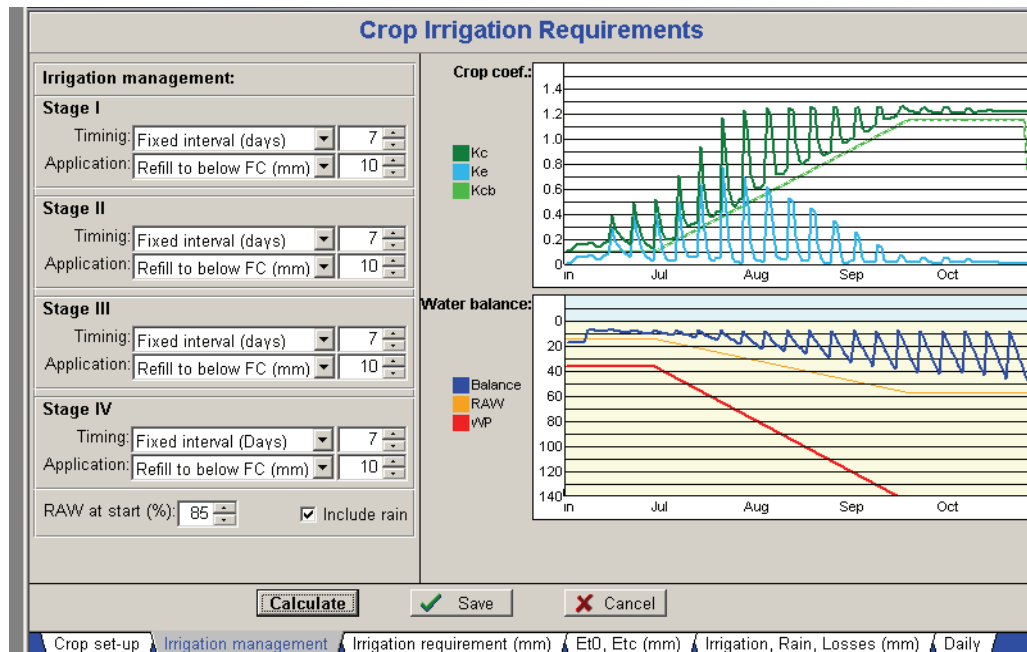 Crop Irrigation Requirements
Irrigation management:
Stage I
Timinig: Fixed interval (days) 7
Application: Refill to below FC (mm) 10
Stage II
Timinig: Fixed interval (days) 7
Application: Refill to below FC (mm) 10
Stage III
Timinig: Fixed interval (days) 7
Application: Refill to below FC (mm) 10
Stage IV
Timing: Fixed interval (Days) 7
Application: Refill to below FC (mm) 10
RAW at start (%): 85 Include rain
Crop coef.:
1.4
1.2
1.0
0.8
0.6
0.4
0.2
0
Kc
Ke
Kcb
in Jul Aug Sep Oct
Water balance:
0
20
40
60
80
100
120
140
Balance
RAW
WP
in Jul Aug Sep Oct
Calculate Save Cancel
Crop set-up Irrigation management Irrigation requirement (mm) Et0, Etc (mm) Irrigation, Rain, Losses (mm) Daily